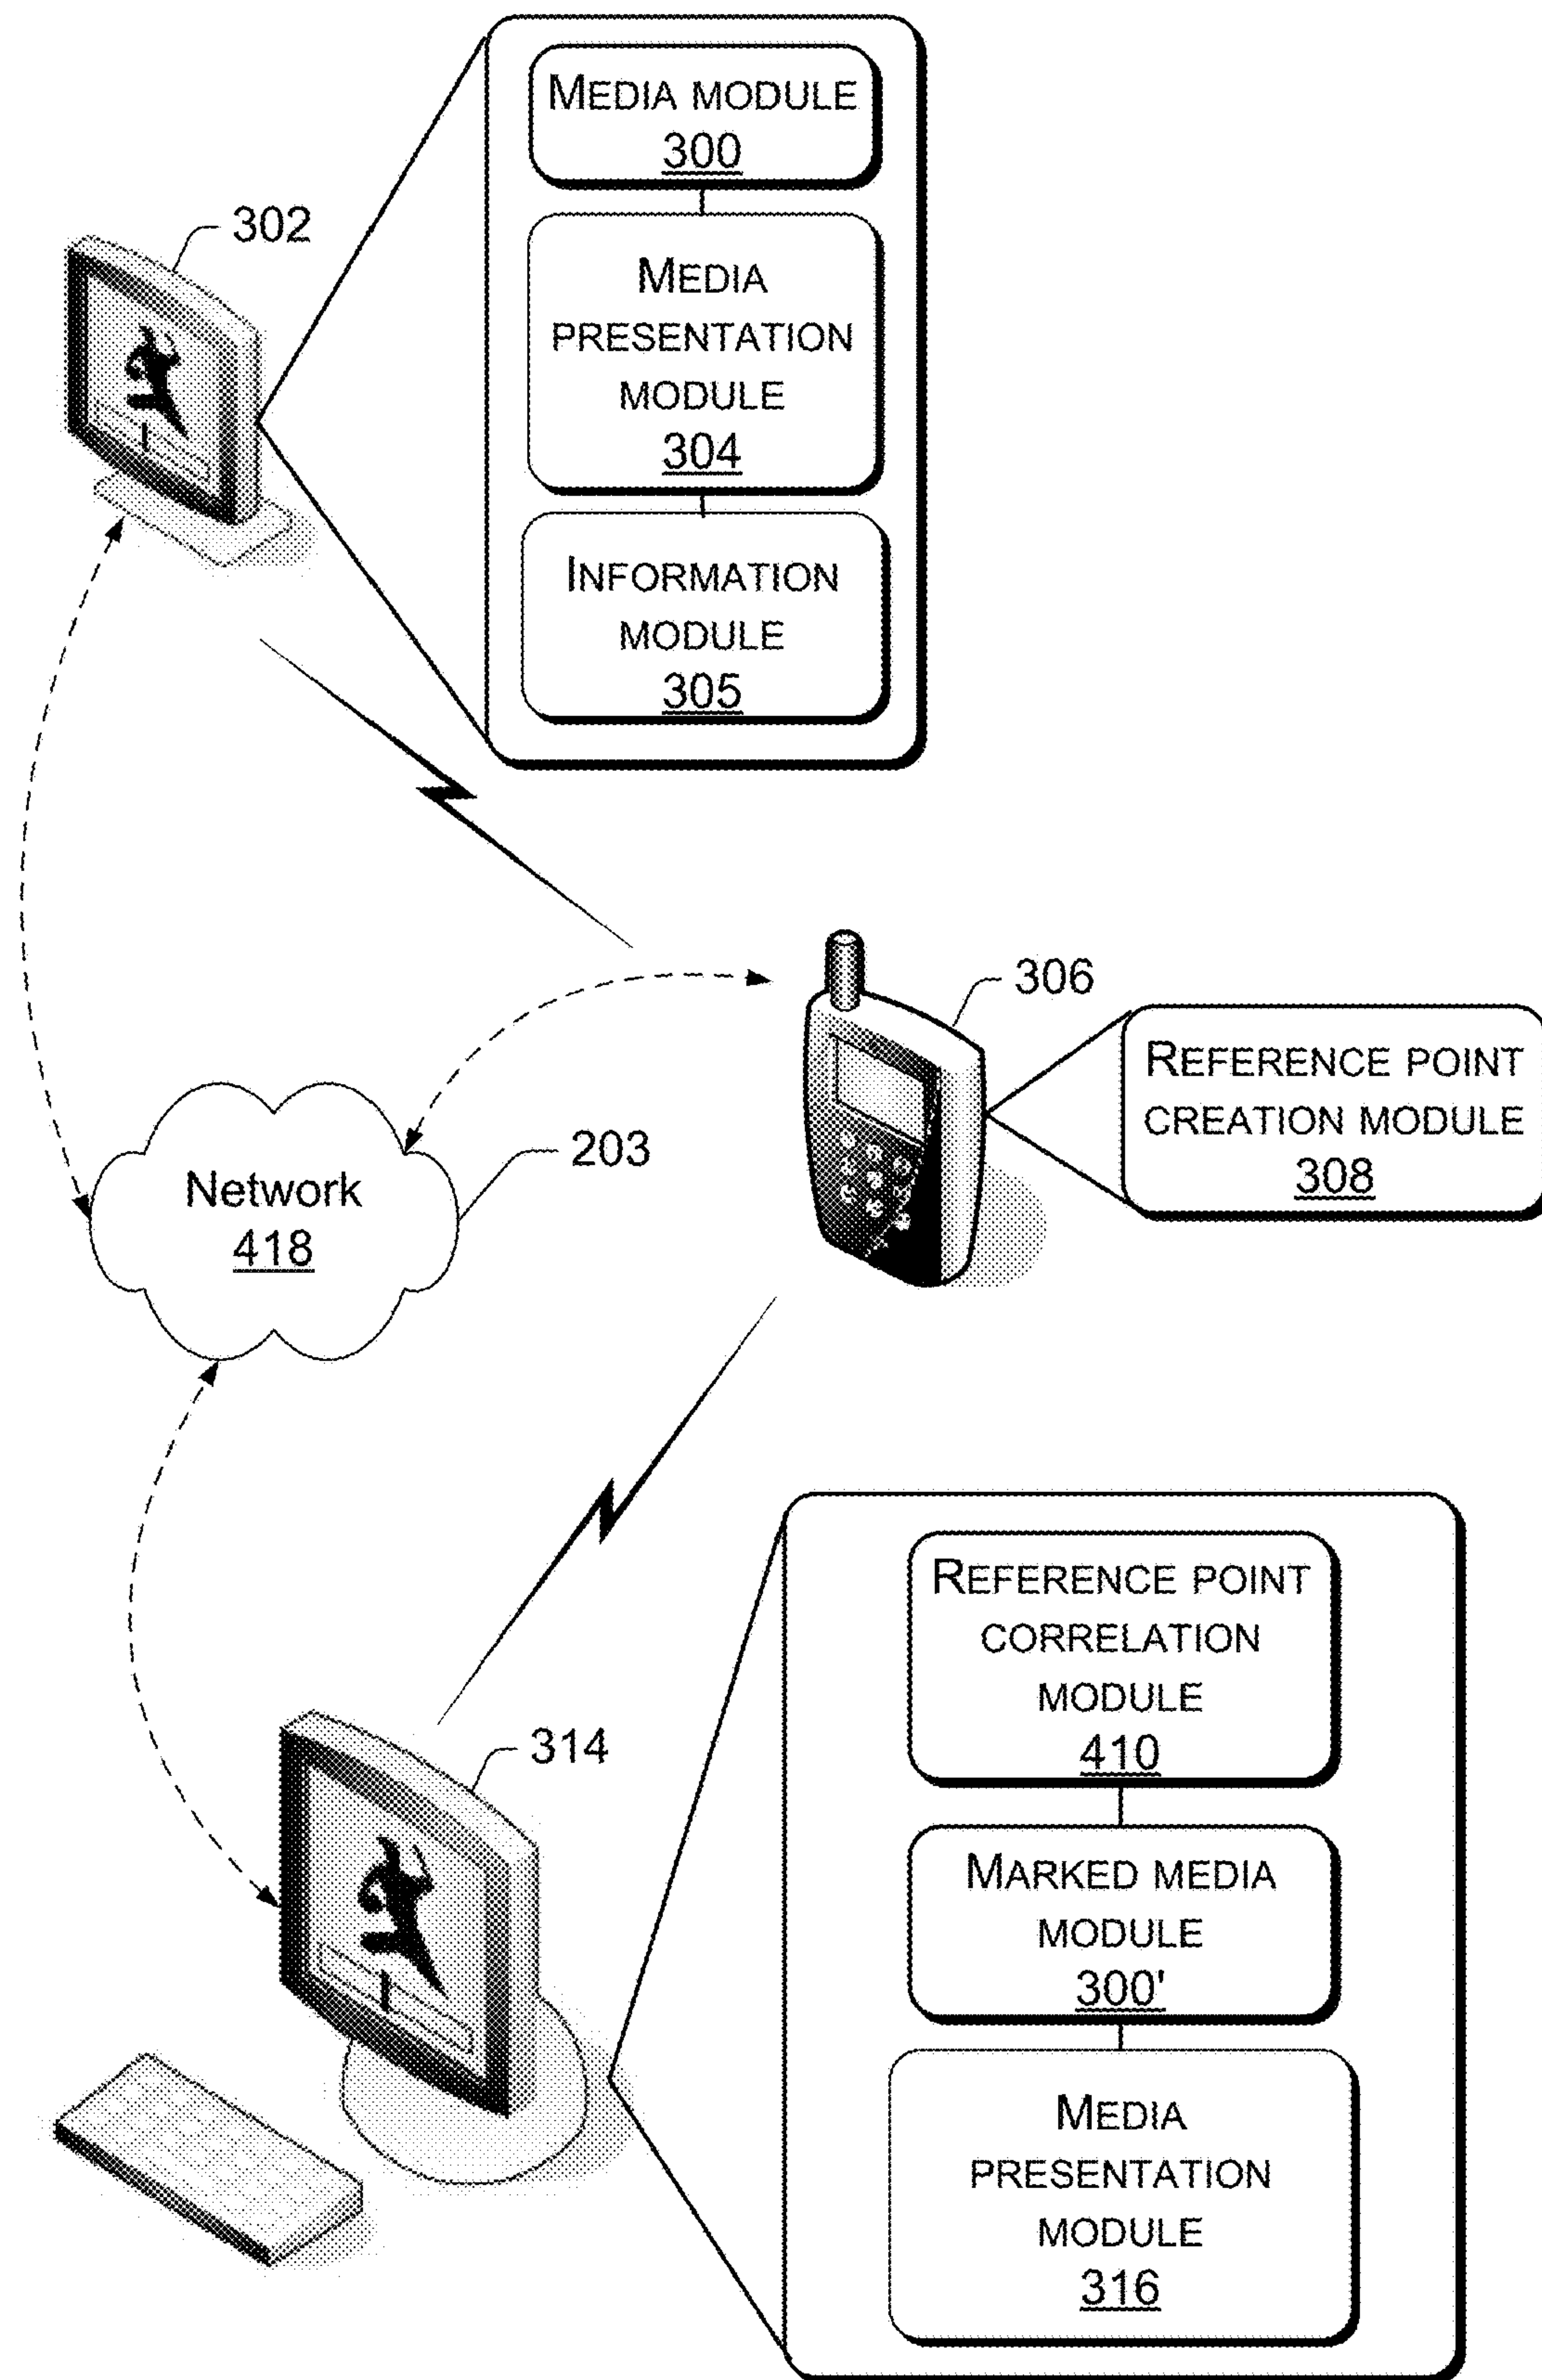 MEDIA MODULE
300
302
MEDIA
PRESENTATION
MODULE
304
INFORMATION
MODULE
305
306
REFERENCE POINT
CREATION MODULE
308
203
Network
418
314
REFERENCE POINT
CORRELATION
MODULE
410
MARKED MEDIA
MODULE
300'
MEDIA
PRESENTATION
MODULE
316